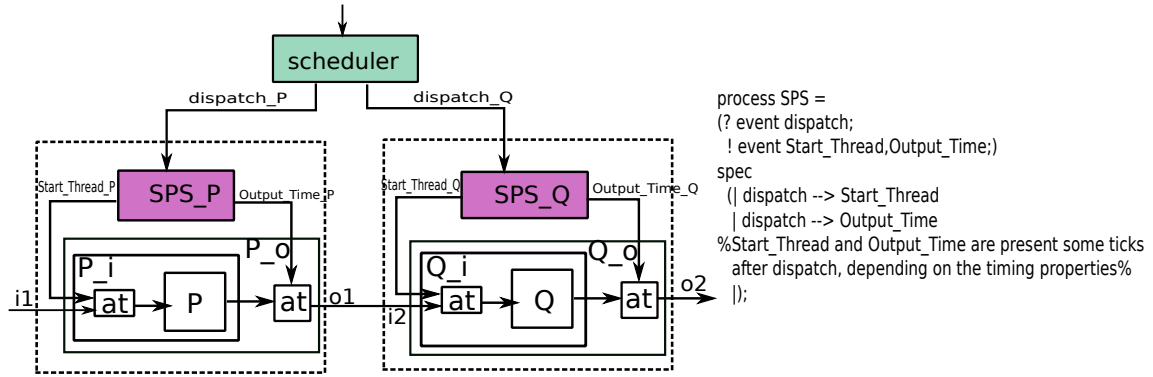 scheduler
dispatch_P
dispatch_Q
Start_Thread_P
SPS_P
Output_Time_P
Start_Thread_Q
SPS_Q
Output_Time_Q
P_o
P_i
at
P
at
i1
o1
Q_o
Q_i
at
Q
at
i2
o2
process SPS =
(? event dispatch;
! event Start_Thread,Output_Time;)
spec
(| dispatch --> Start_Thread
| dispatch --> Output_Time
%Start_Thread and Output_Time are present some ticks
after dispatch, depending on the timing properties%
|);